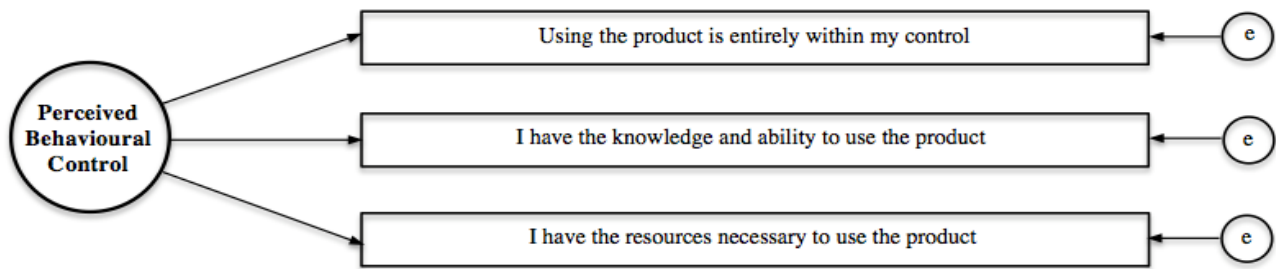 Using the product is entirely within my control
e
Perceived
Behavioural
Control
I have the knowledge and ability to use the product
e
I have the resources necessary to use the product
e